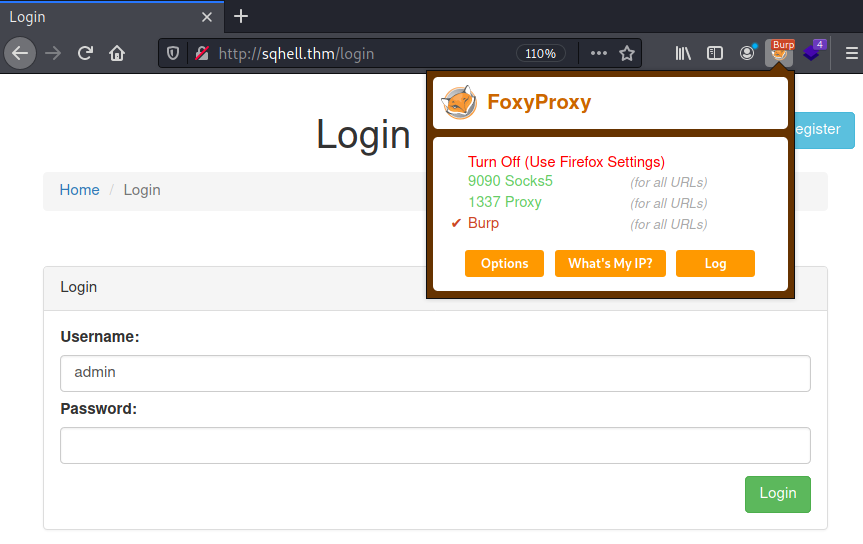 Login
http://sqhell.thm/login
110%
Burp
4
FoxyProxy
Login
egister
Turn Off (Use Firefox Settings)
9090 Socks5 (for all URLs)
1337 Proxy (for all URLs)
✔ Burp (for all URLs)
Home / Login
Options What's My IP? Log
Login
Username:
admin
Password:
Login